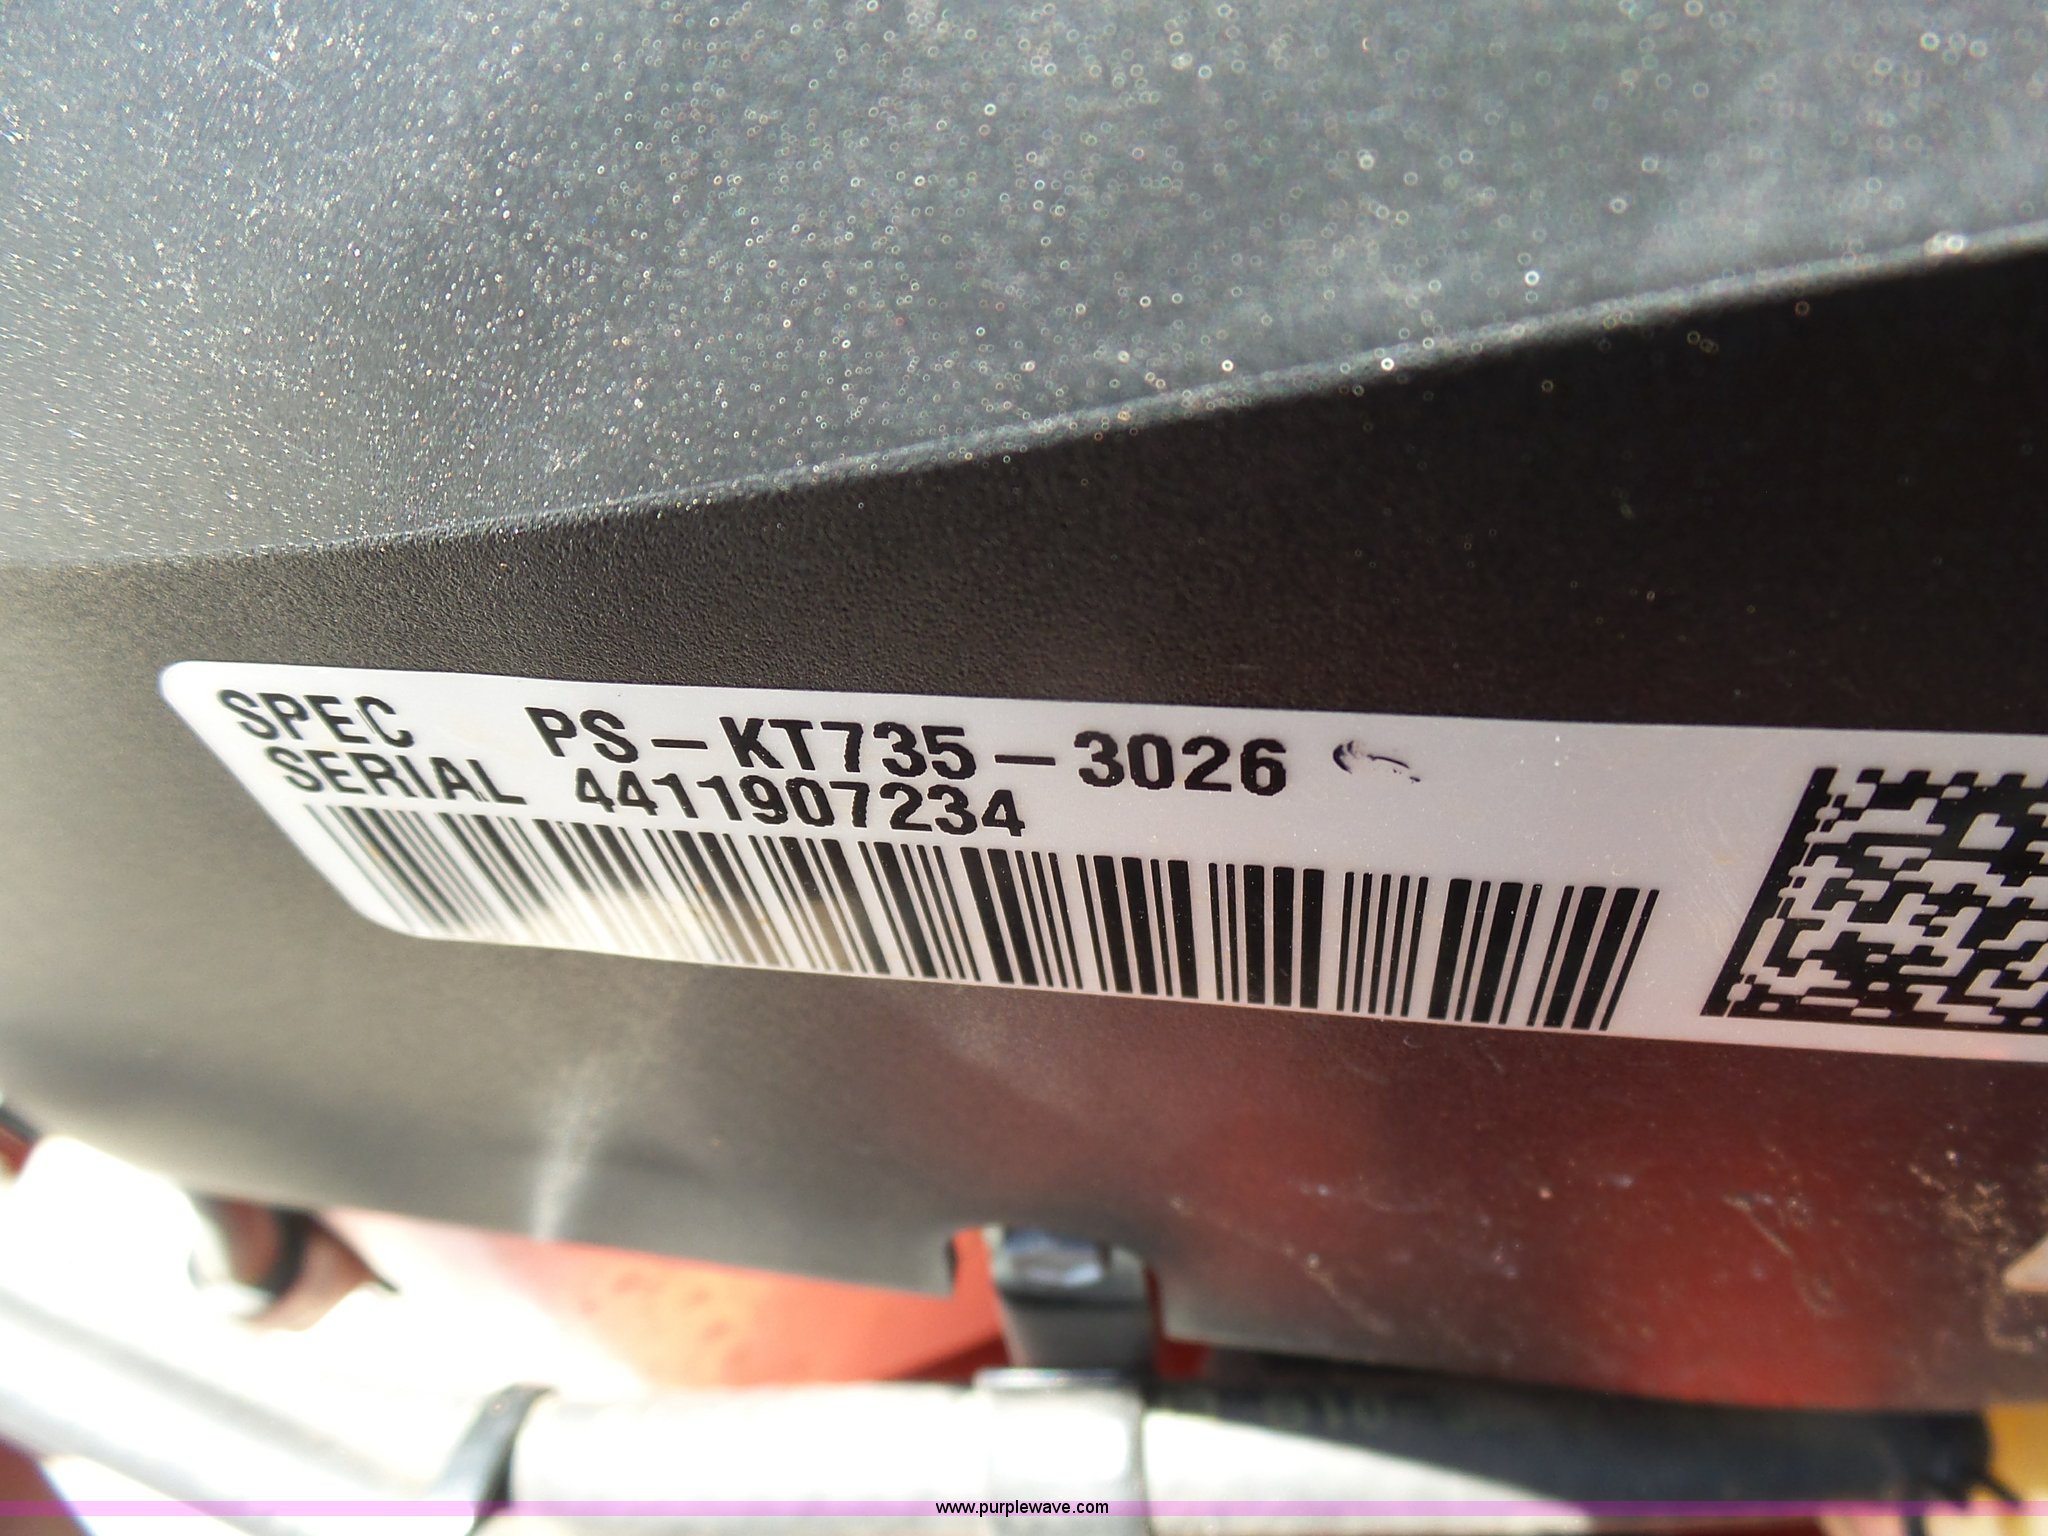 SPEC PS-KT735-3026
SERIAL 4411907234
www.purplewave.com